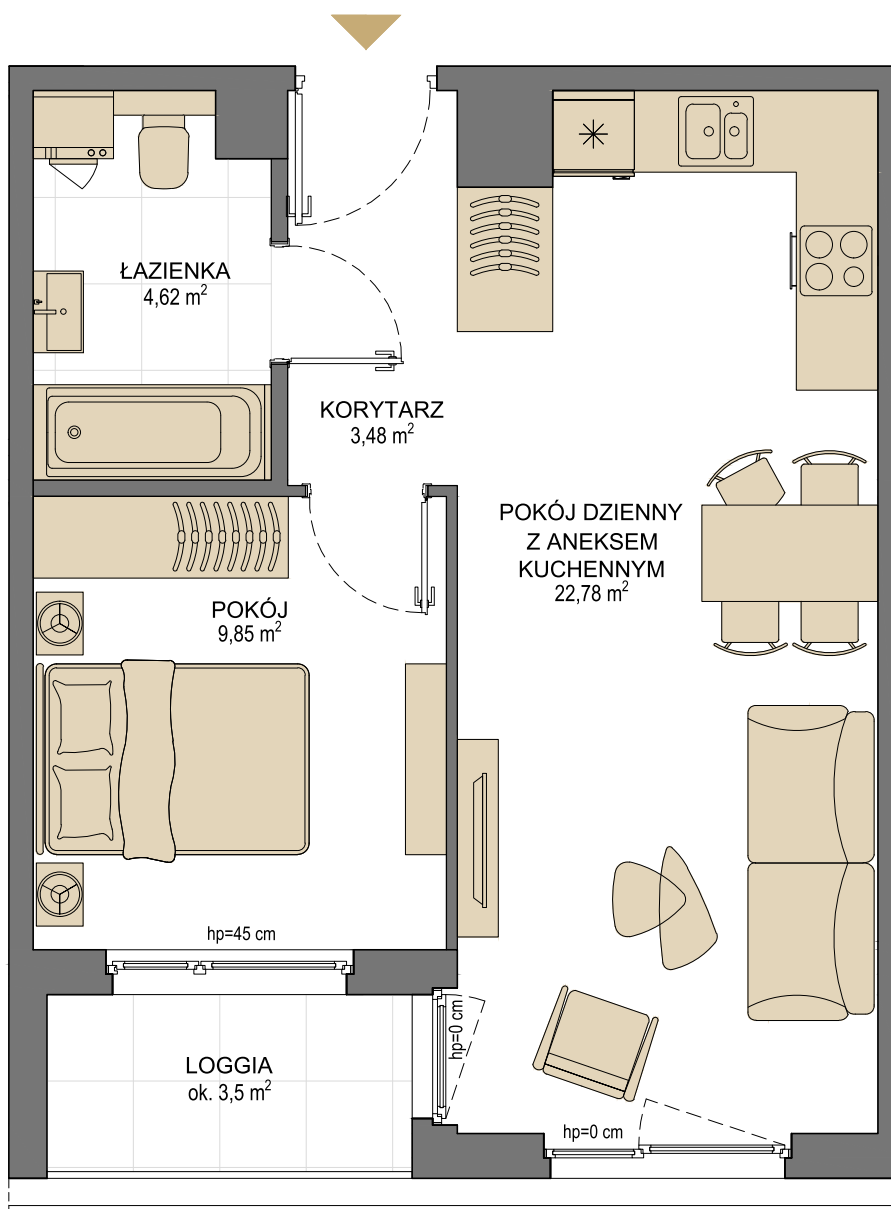 ŁAZIENKA
4,62 m²
KORYTARZ
3,48 m²
POKÓJ DZIENNY
Z ANEKSEM
KUCHENNYM
22,78 m²
POKÓJ
9,85 m²
hp=45 cm
LOGGIA
ok. 3,5 m²
hp=0 cm
hp=0 cm